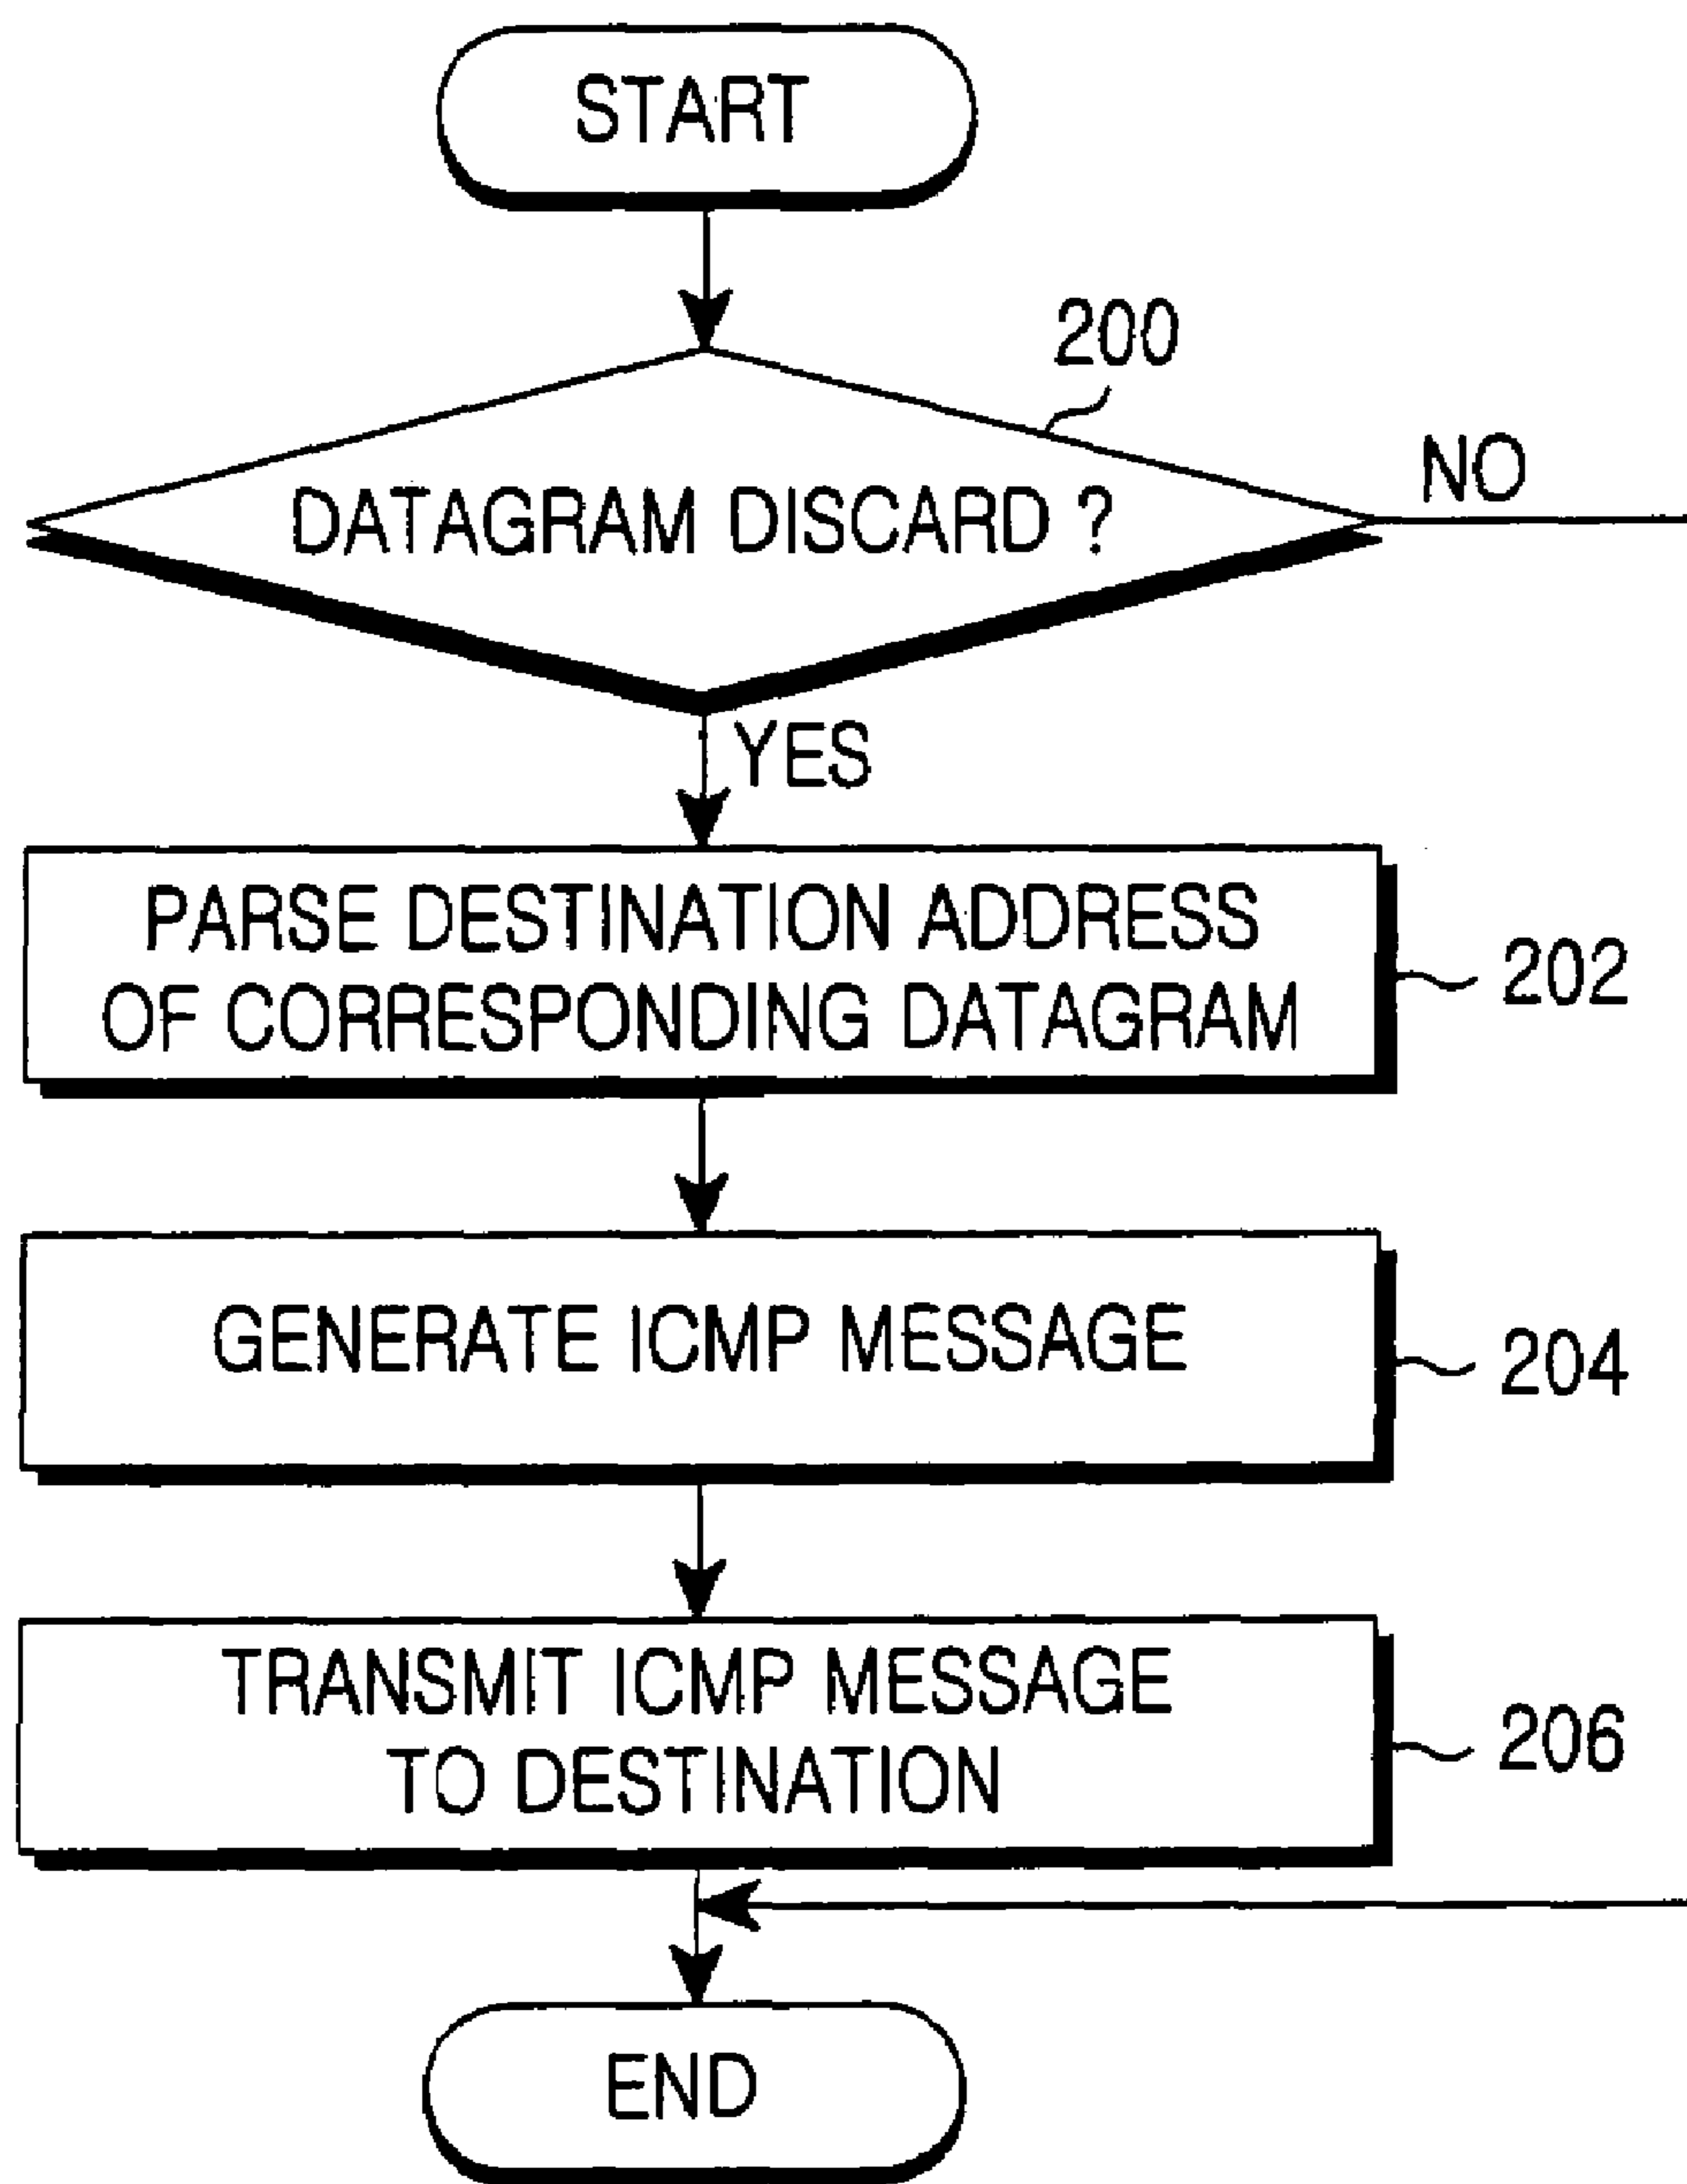 START
200
NO
DATAGRAM DISCARD ?
YES
PARSE DESTINATION ADDRESS
OF CORRESPONDING DATAGRAM
202
GENERATE ICMP MESSAGE
204
TRANSMIT ICMP MESSAGE
TO DESTINATION
206
END